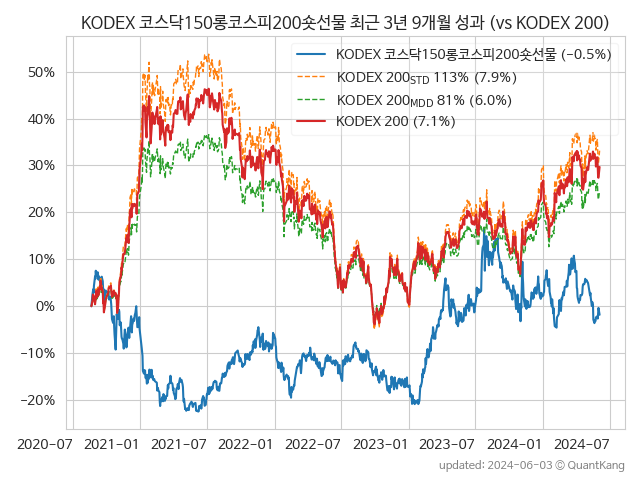 KODEX 코스닥150롱코스피200숏선물 최근 3년 9개월 성과 (vs KODEX 200)
KODEX 코스닥150롱코스피200숏선물 (−0.5%)
KODEX 200STD 113% (7.9%)
KODEX 200MDD 81% (6.0%)
KODEX 200 (7.1%)
50%
40%
30%
20%
10%
0%
−10%
−20%
2020-07 2021-01 2021-07 2022-01 2022-07 2023-01 2023-07 2024-01 2024-07
updated: 2024-06-03 ⓒ QuantKang